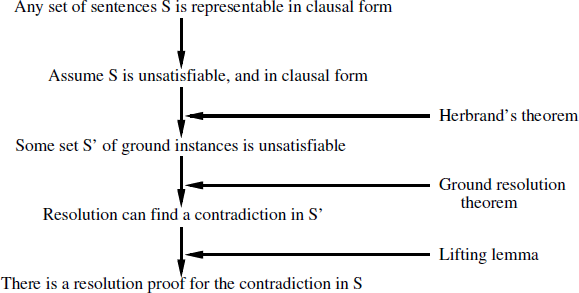 Any set of sentences S is representable in clausal form
Assume S is unsatisfiable, and in clausal form
Herbrand’s theorem
Some set S’ of ground instances is unsatisfiable
Ground resolution
theorem
Resolution can find a contradiction in S’
Lifting lemma
There is a resolution proof for the contradiction in S